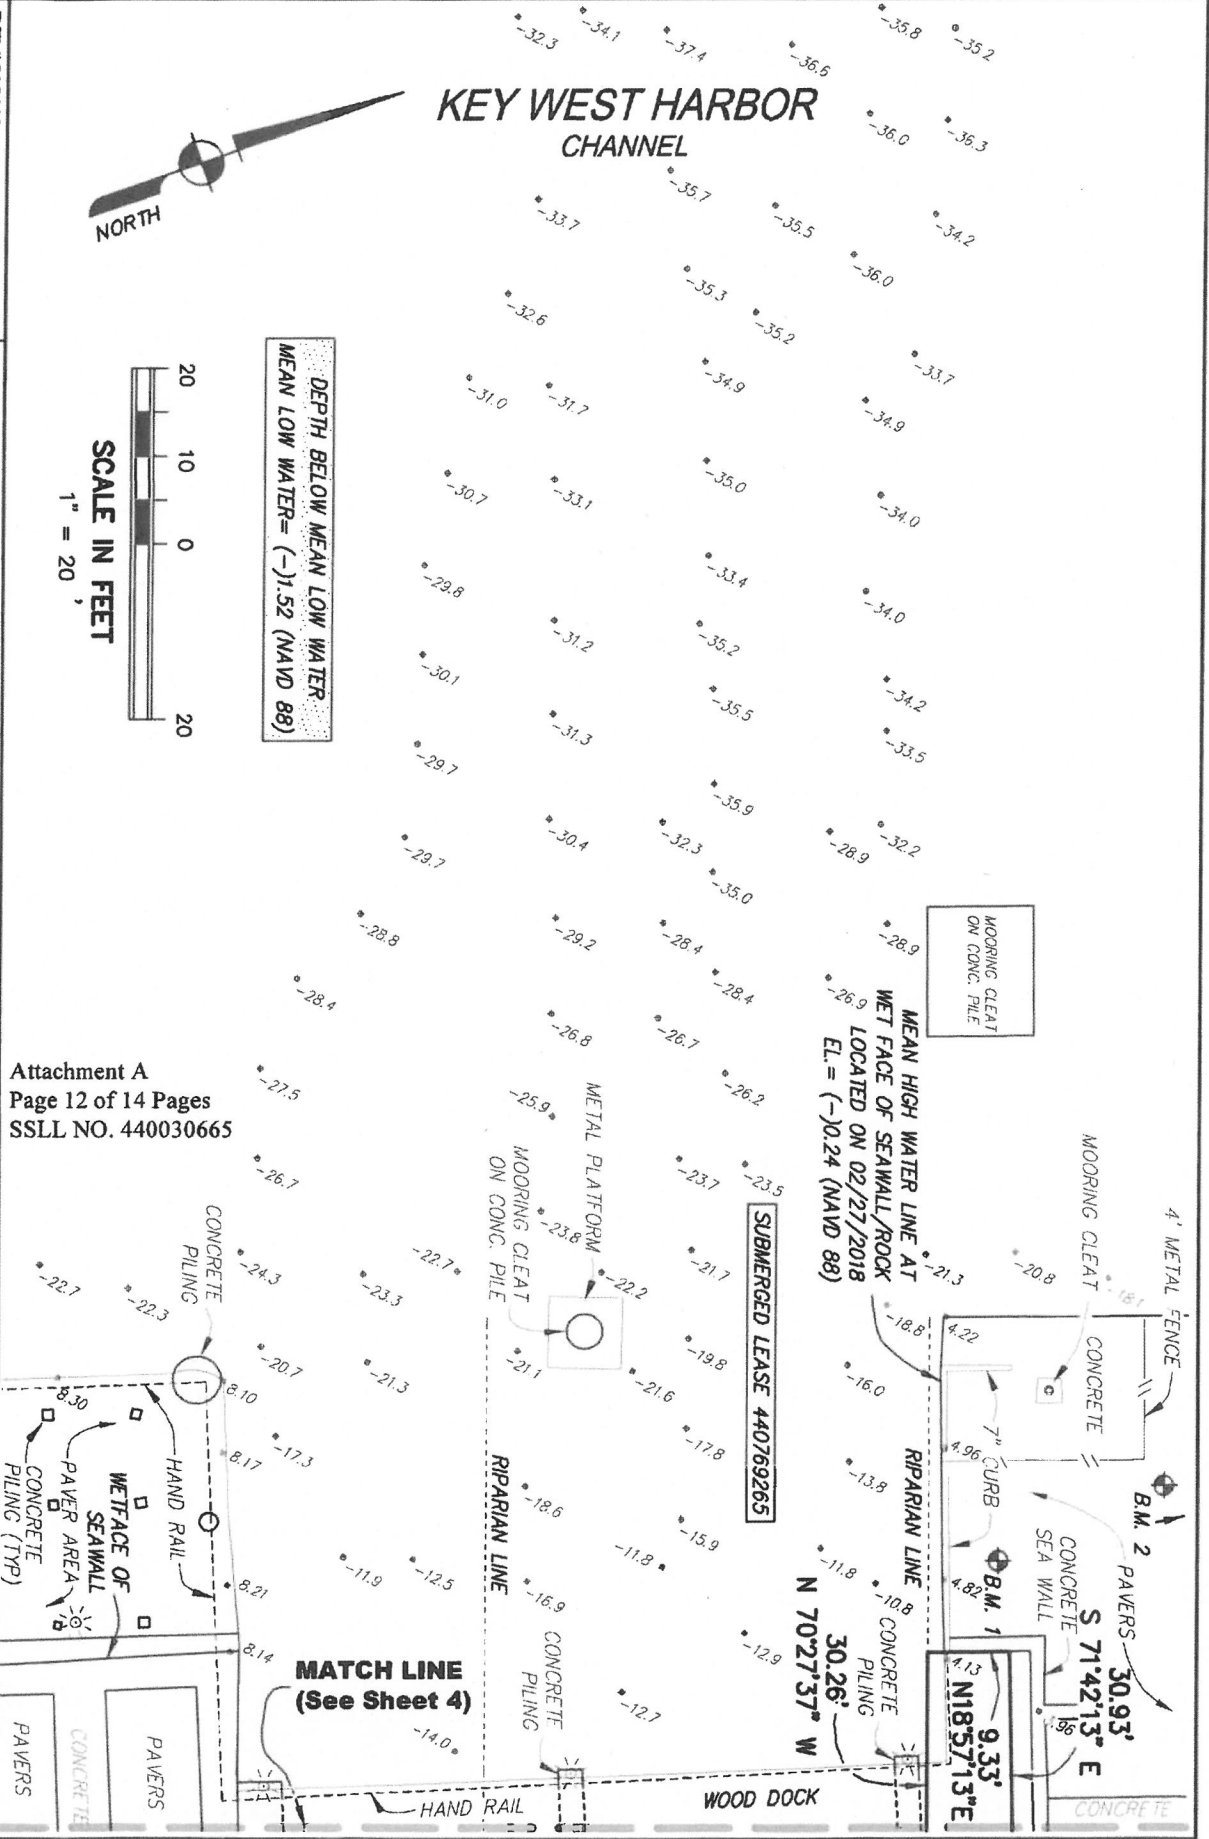 -32.3
-34.1
-37.4
-36.6
-35.8
-35.2
KEY WEST HARBOR
CHANNEL
-36.0
-36.3
NORTH
-33.7
-35.7
-35.5
-34.2
-36.0
-35.3
-32.6
-35.2
-33.7
DEPTH BELOW MEAN LOW WATER
MEAN LOW WATER= (-)1.52 (NAVD 88)
20 10 0 20
SCALE IN FEET
1" = 20 '
-31.0
-31.7
-34.9
-34.9
-30.7
-33.1
-35.0
-34.0
-29.8
-33.4
-34.0
-31.2
-35.2
-30.1
-35.5
-34.2
-31.3
-33.5
-29.7
-35.9
-30.4
-32.3
-28.9
-32.2
-29.7
-35.0
-28.8
-29.2
-28.4
-28.9
MOORING CLEAT
ON CONC. PILE
-28.4
-28.4
-26.9
-26.8
-26.7
MEAN HIGH WATER LINE AT
WET FACE OF SEAWALL/ROCK
LOCATED ON 02/27/2018
EL.= (-)0.24 (NAVD 88)
Attachment A
Page 12 of 14 Pages
SSLL NO. 440030665
-27.5
-25.9
-26.2
METAL PLATFORM
MOORING CLEAT
ON CONC. PILE
MOORING CLEAT
4' METAL FENCE
-26.7
-23.7
-23.5
-23.8
SUBMERGED LEASE 440769265
CONCRETE
PILING
-22.7
-22.3
-24.3
-23.3
-22.7
-22.2
-21.7
-21.3
-20.8
-18.1
-18.8
4.22
CONCRETE
-20.7
-21.3
-21.1
-21.6
-19.8
-16.0
8.30
8.10
8.17
-17.3
-17.8
-13.8
4.96
7" CURB
HAND RAIL
WETFACE OF
SEAWALL
PAVER AREA
CONCRETE
PILING (TYP)
RIPARIAN LINE
RIPARIAN LINE
-18.6
-15.9
-11.8
-11.8
-10.8
-11.9
-12.5
-16.9
8.21
8.14
4.82
B.M. 1
B.M. 2
PAVERS
CONCRETE
SEA WALL
S 71°42'13" E
30.93'
N 70°27'37" W
30.26'
CONCRETE
PILING
4.13
9.33'
N18°57'13"E
-12.9
-12.7
-14.0
CONCRETE
PILING
MATCH LINE
(See Sheet 4)
HAND RAIL
WOOD DOCK
PAVERS
CONCRETE
PAVERS
CONCRETE